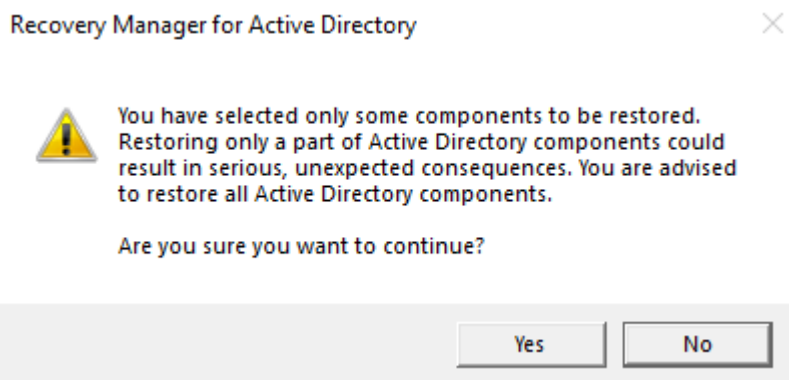 Recovery Manager for Active Directory
You have selected only some components to be restored.
Restoring only a part of Active Directory components could
result in serious, unexpected consequences. You are advised
to restore all Active Directory components.
Are you sure you want to continue?
Yes
No